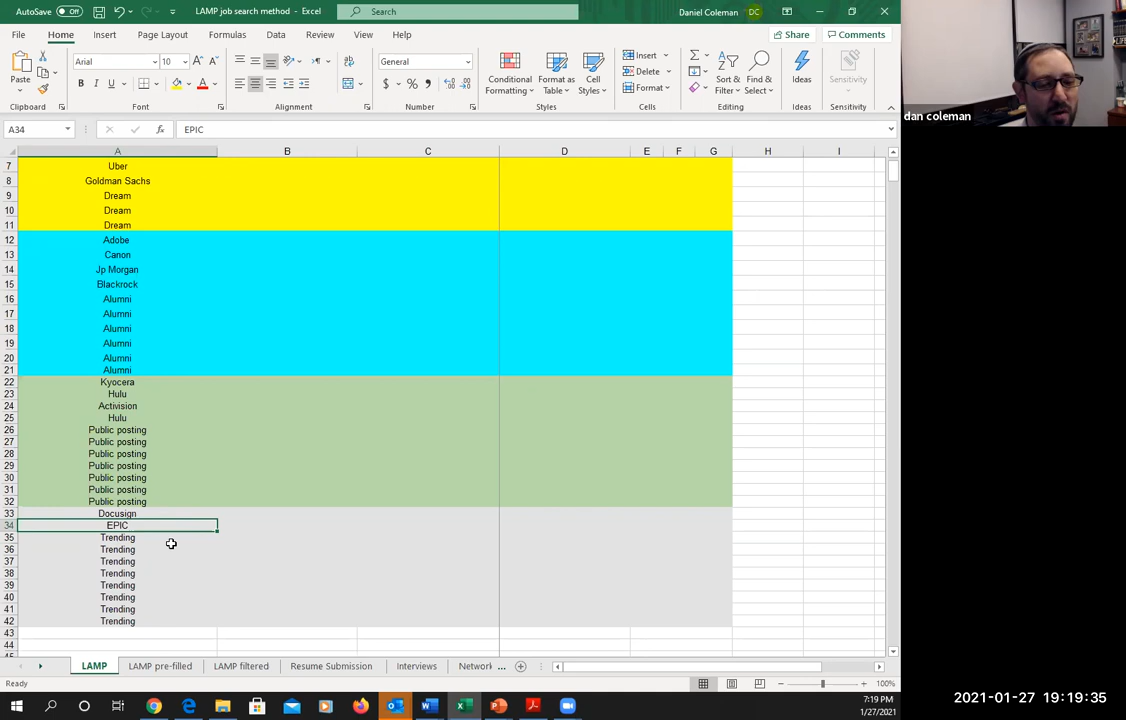 AutoSave Off LAMP job search method - Excel Search Daniel Coleman DC
File Home Insert Page Layout Formulas Data Review View Help Share Comments
Paste Arial 10 A A General Conditional Formatting Format as Table Cell Styles Insert Delete Format Sort & Filter Find & Select Ideas Sensitivity
B I U A $ % ,
Clipboard Font Alignment Number Styles Cells Editing Ideas Sensitivity
A34 fx EPIC
A B C D E F G H I
7 Uber
8 Goldman Sachs
9 Dream
10 Dream
11 Dream
12 Adobe
13 Canon
14 Jp Morgan
15 Blackrock
16 Alumni
17 Alumni
18 Alumni
19 Alumni
20 Alumni
21 Alumni
22 Kyocera
23 Hulu
24 Activision
25 Hulu
26 Public posting
27 Public posting
28 Public posting
29 Public posting
30 Public posting
31 Public posting
32 Public posting
33 Docusign
34 EPIC
35 Trending
36 Trending
37 Trending
38 Trending
39 Trending
40 Trending
41 Trending
42 Trending
43
44
LAMP LAMP pre-filled LAMP filtered Resume Submission Interviews Network ...
Ready 100%
7:19 PM
1/27/2021
dan coleman
2021-01-27 19:19:35